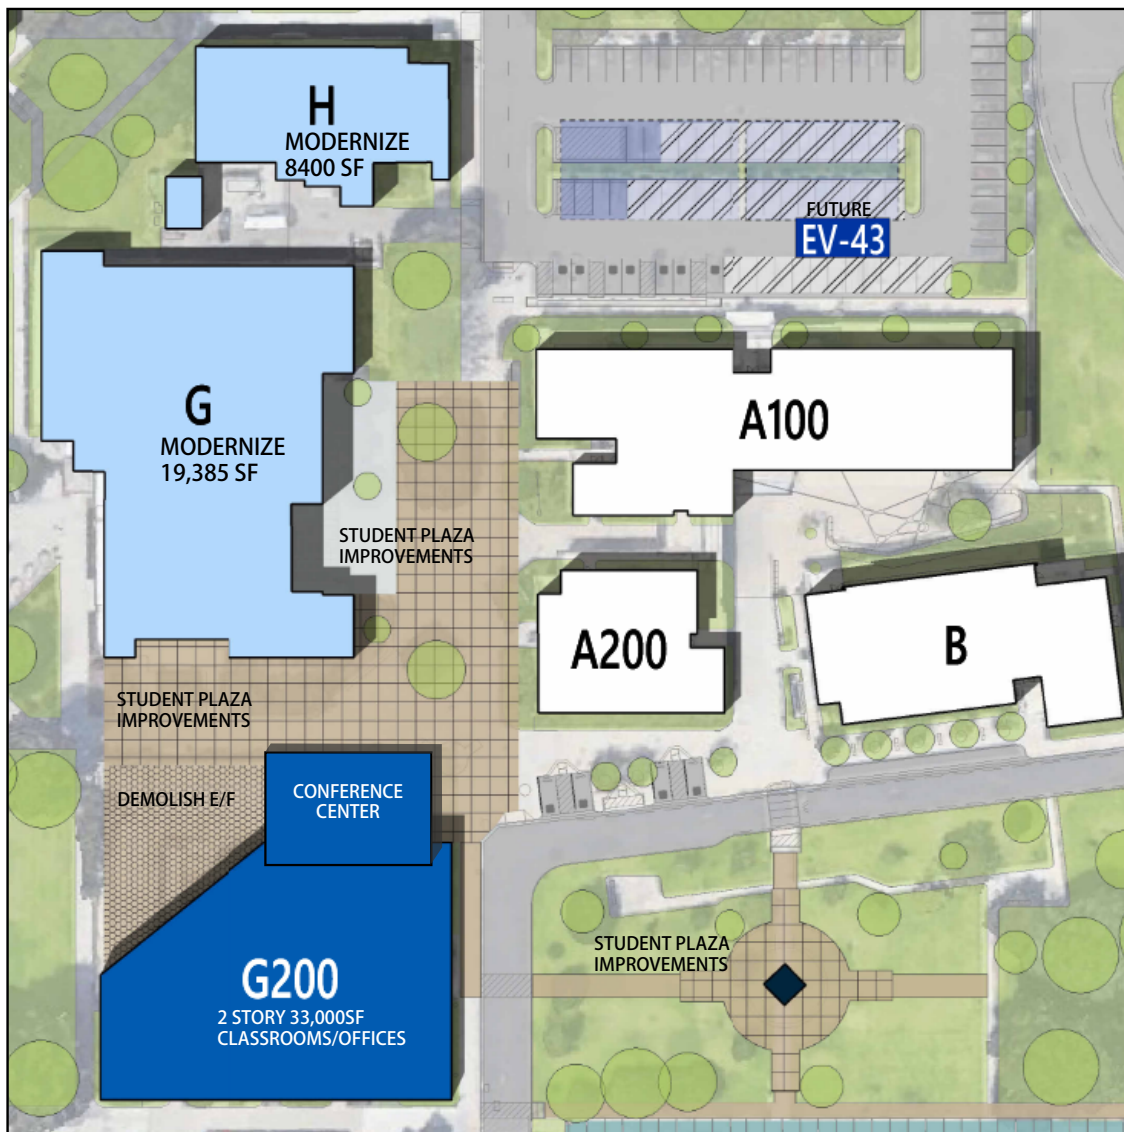 H
MODERNIZE
8400 SF
FUTURE
EV-43
G
MODERNIZE
19,385 SF
A100
STUDENT PLAZA
IMPROVEMENTS
A200
B
STUDENT PLAZA
IMPROVEMENTS
DEMOLISH E/F
CONFERENCE
CENTER
STUDENT PLAZA
IMPROVEMENTS
G200
2 STORY 33,000SF
CLASSROOMS/OFFICES